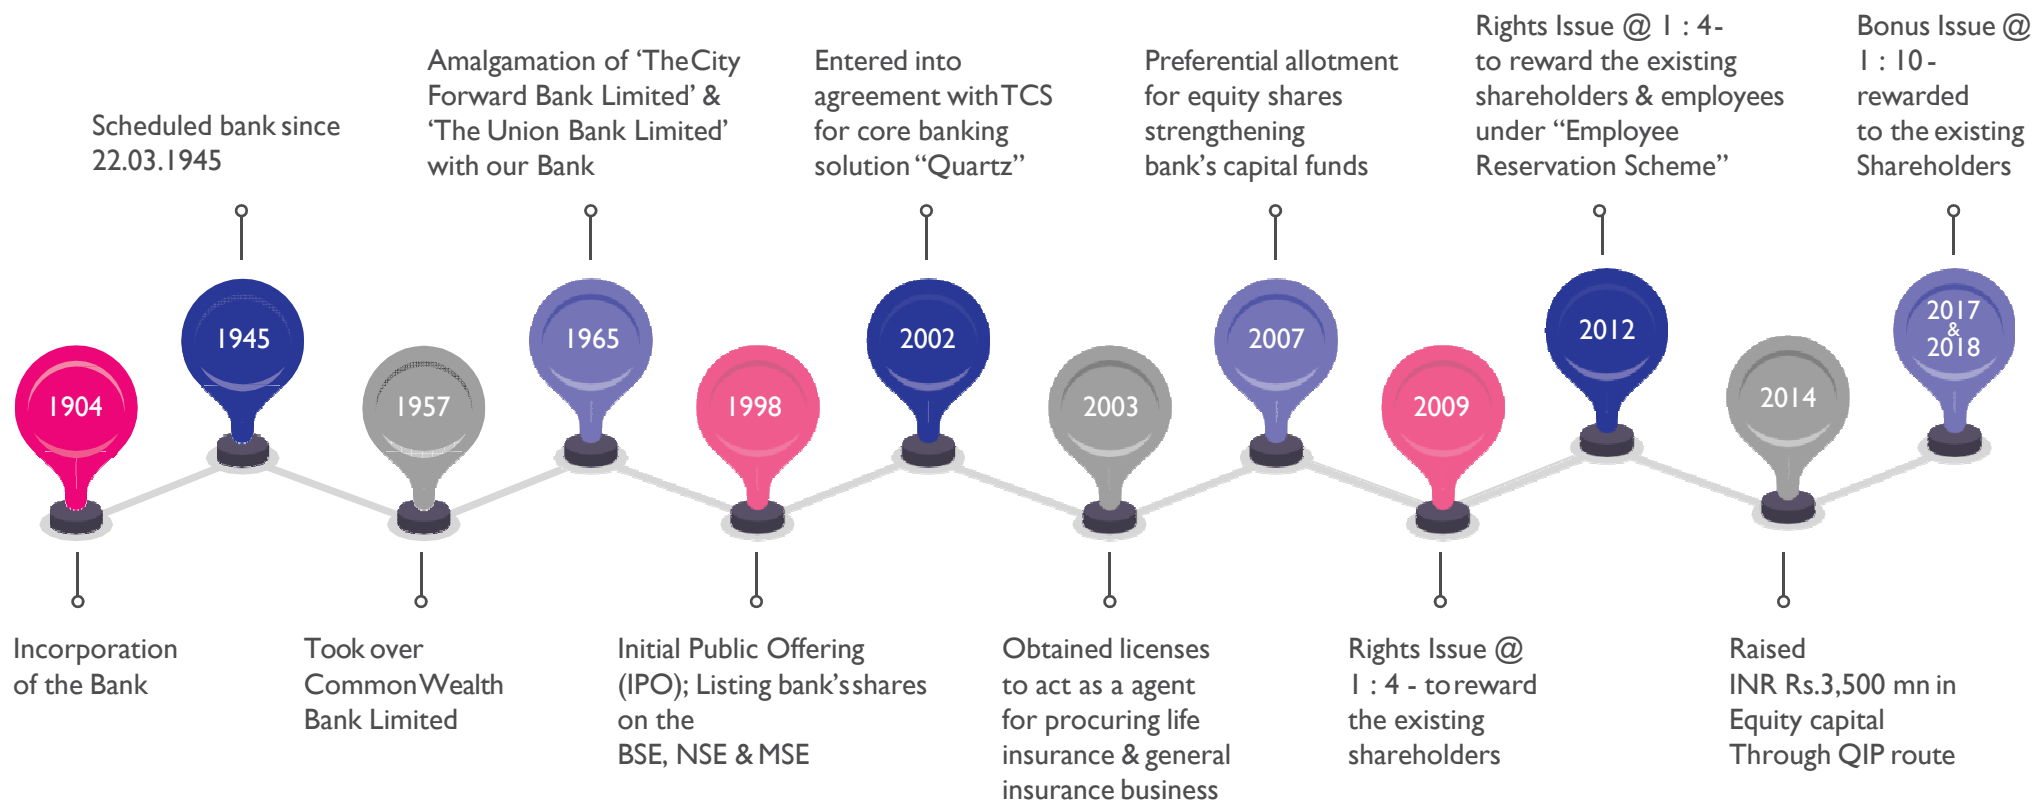 Scheduled bank since
22.03.1945
Amalgamation of ‘The City
Forward Bank Limited’ &
‘The Union Bank Limited’
with our Bank
Entered into
agreement with TCS
for core banking
solution “Quartz”
Preferential allotment
for equity shares
strengthening
bank’s capital funds
Rights Issue @ 1 : 4-
to reward the existing
shareholders & employees
under “Employee
Reservation Scheme”
Bonus Issue @
1 : 10 -
rewarded
to the existing
Shareholders
1904
1945
1957
1965
1998
2002
2003
2007
2009
2012
2014
2017
&
2018
Incorporation
of the Bank
Took over
Common Wealth
Bank Limited
Initial Public Offering
(IPO); Listing bank’s shares
on the
BSE, NSE & MSE
Obtained licenses
to act as a agent
for procuring life
insurance & general
insurance business
Rights Issue @
1 : 4 - to reward
the existing
shareholders
Raised
INR Rs.3,500 mn in
Equity capital
Through QIP route